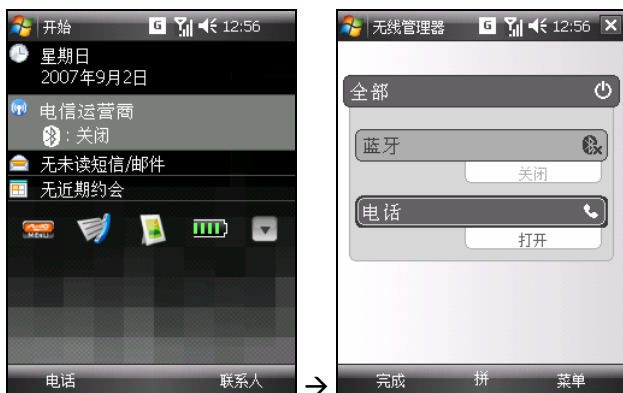 开始 G 12:56
星期日
2007年9月2日
电信运营商
: 关闭
无未读短信/邮件
无近期约会
MENU
电话 联系人
→
无线管理器 G 12:56
全部
蓝牙
关闭
电话
打开
完成 拼 菜单